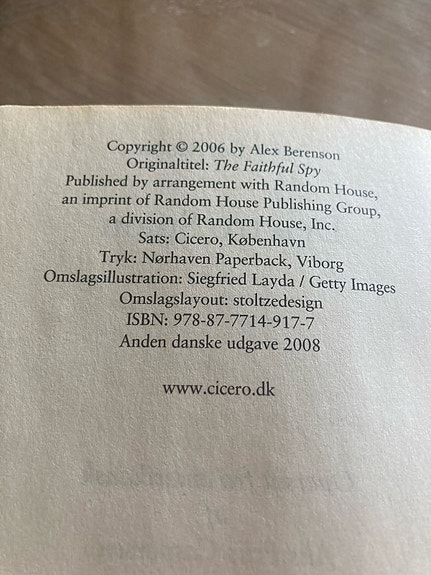 Copyright © 2006 by Alex Berenson
Originaltitel: The Faithful Spy
Published by arrangement with Random House,
an imprint of Random House Publishing Group,
a division of Random House, Inc.
Sats: Cicero, København
Tryk: Nørhaven Paperback, Viborg
Omslagsillustration: Siegfried Layda / Getty Images
Omslagslayout: stoltzedesign
ISBN: 978-87-7714-917-7
Anden danske udgave 2008
www.cicero.dk